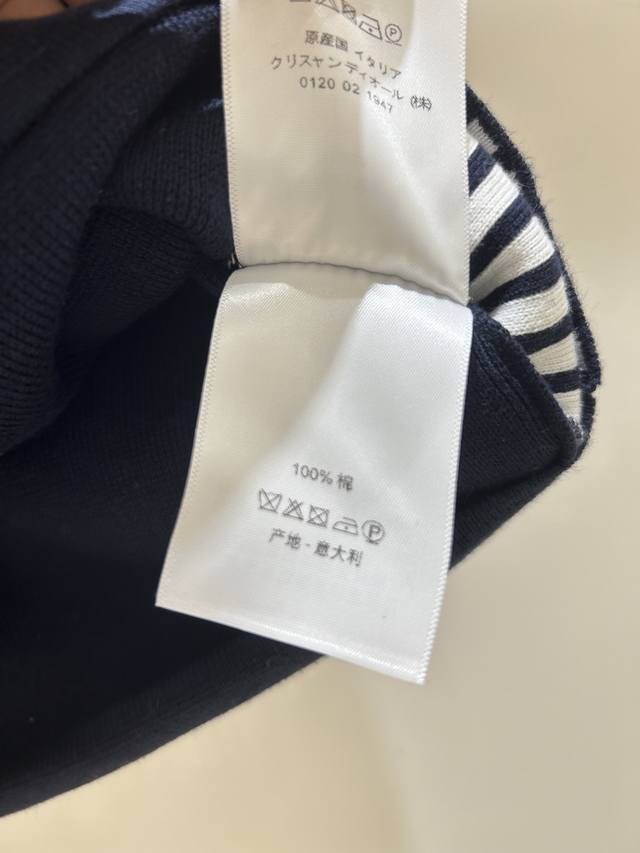 原産国 イタリア
クリスャン ディオール (株)
0120 02 1947
100% 棉
P
产地 - 意大利